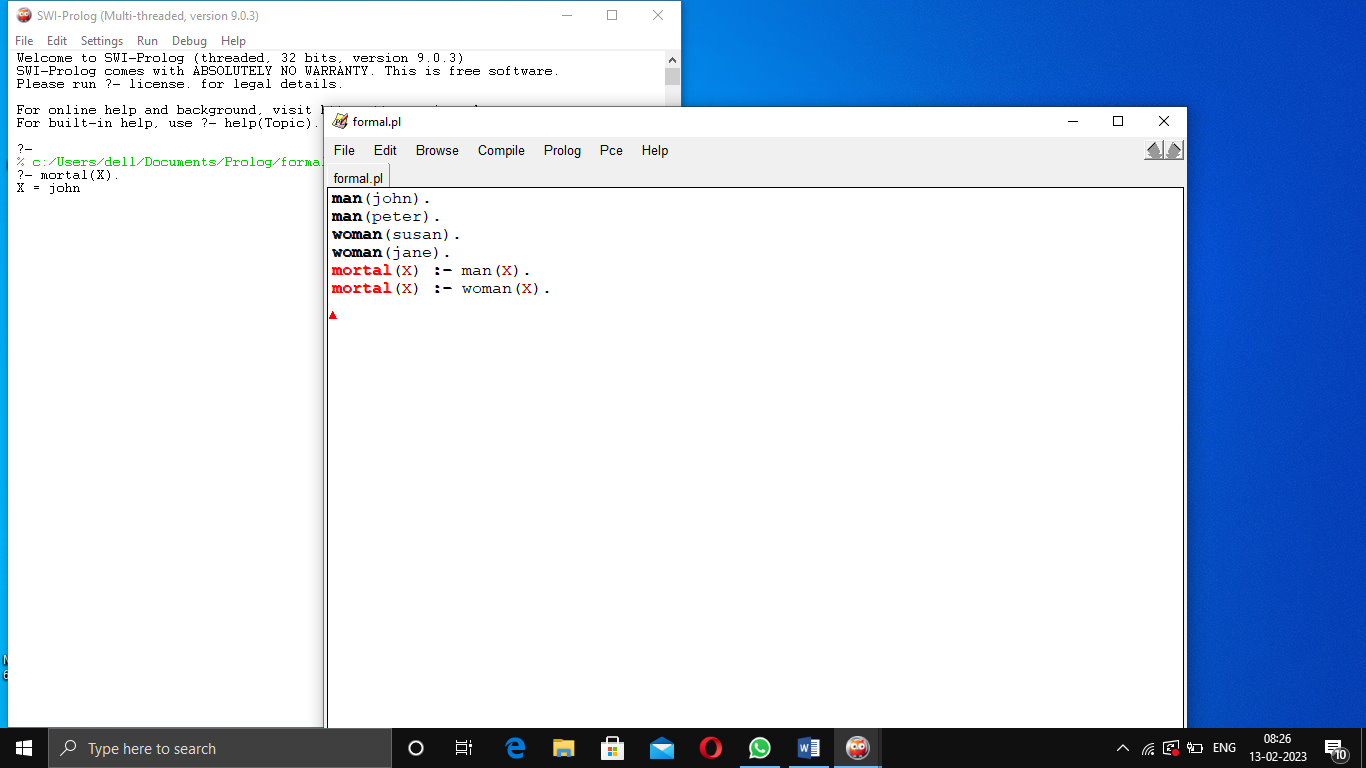 SWI-Prolog (Multi-threaded, version 9.0.3)
File Edit Settings Run Debug Help
Welcome to SWI-Prolog (threaded, 32 bits, version 9.0.3)
SWI-Prolog comes with ABSOLUTELY NO WARRANTY. This is free software.
Please run ?- license. for legal details.
For online help and background, visit
For built-in help, use ?- help(Topic).
?-
% c:/Users/dell/Documents/Prolog/forma
?- mortal(X).
X = john
formal.pl
File Edit Browse Compile Prolog Pce Help
formal.pl
man(john).
man(peter).
woman(susan).
woman(jane).
mortal(X) :- man(X).
mortal(X) :- woman(X).
Type here to search
ENG
08:26
13-02-2023
10